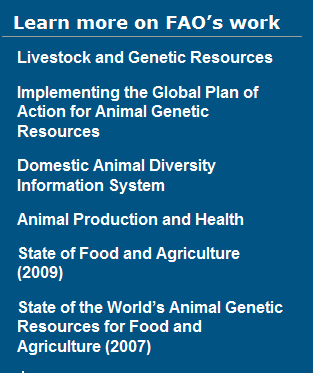 Learn more on FAO's work
Livestock and Genetic Resources
Implementing the Global Plan of
Action for Animal Genetic
Resources
Domestic Animal Diversity
Information System
Animal Production and Health
State of Food and Agriculture
(2009)
State of the World's Animal Genetic
Resources for Food and
Agriculture (2007)